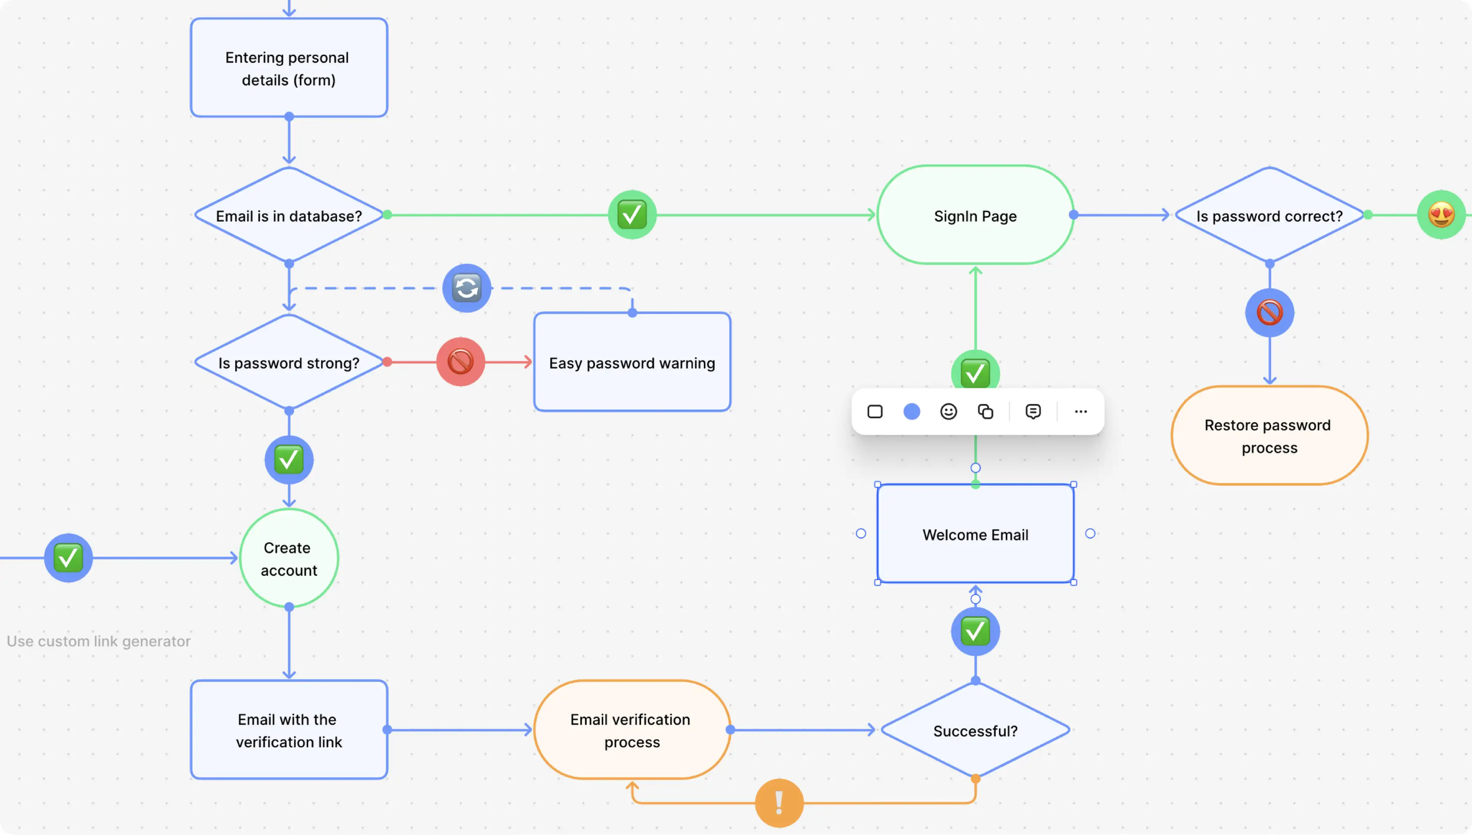 Entering personal
details (form)
Email is in database?
SignIn Page
Is password correct?
Is password strong?
Easy password warning
Restore password
process
Welcome Email
Create
account
Use custom link generator
Email with the
verification link
Email verification
process
Successful?